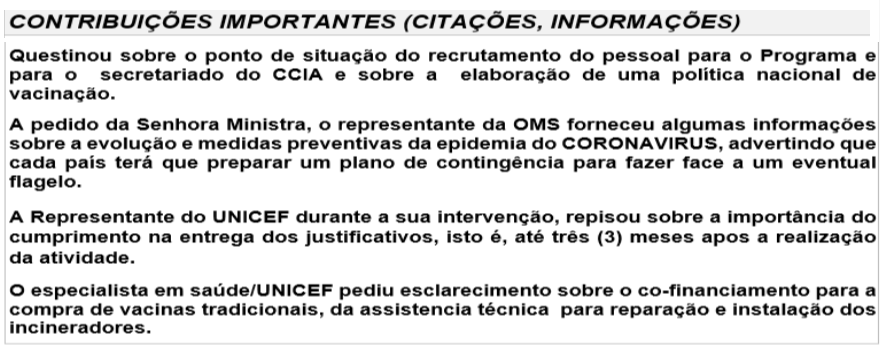 CONTRIBUIÇÕES IMPORTANTES (CITAÇÕES, INFORMAÇÕES)
Questinou sobre o ponto de situação do recrutamento do pessoal para o Programa e
para o secretariado do CCIA e sobre a elaboração de uma política nacional de
vacinação.
A pedido da Senhora Ministra, o representante da OMS forneceu algumas informações
sobre a evolução e medidas preventivas da epidemia do CORONAVIRUS, advertindo que
cada país terá que preparar um plano de contingência para fazer face a um eventual
flagelo.
A Representante do UNICEF durante a sua intervenção, repisou sobre a importância do
cumprimento na entrega dos justificativos, isto é, até três (3) meses apos a realização
da atividade.
O especialista em saúde/UNICEF pediu esclarecimento sobre o co-financiamento para a
compra de vacinas tradicionais, da assistencia técnica para reparação e instalação dos
incineradores.